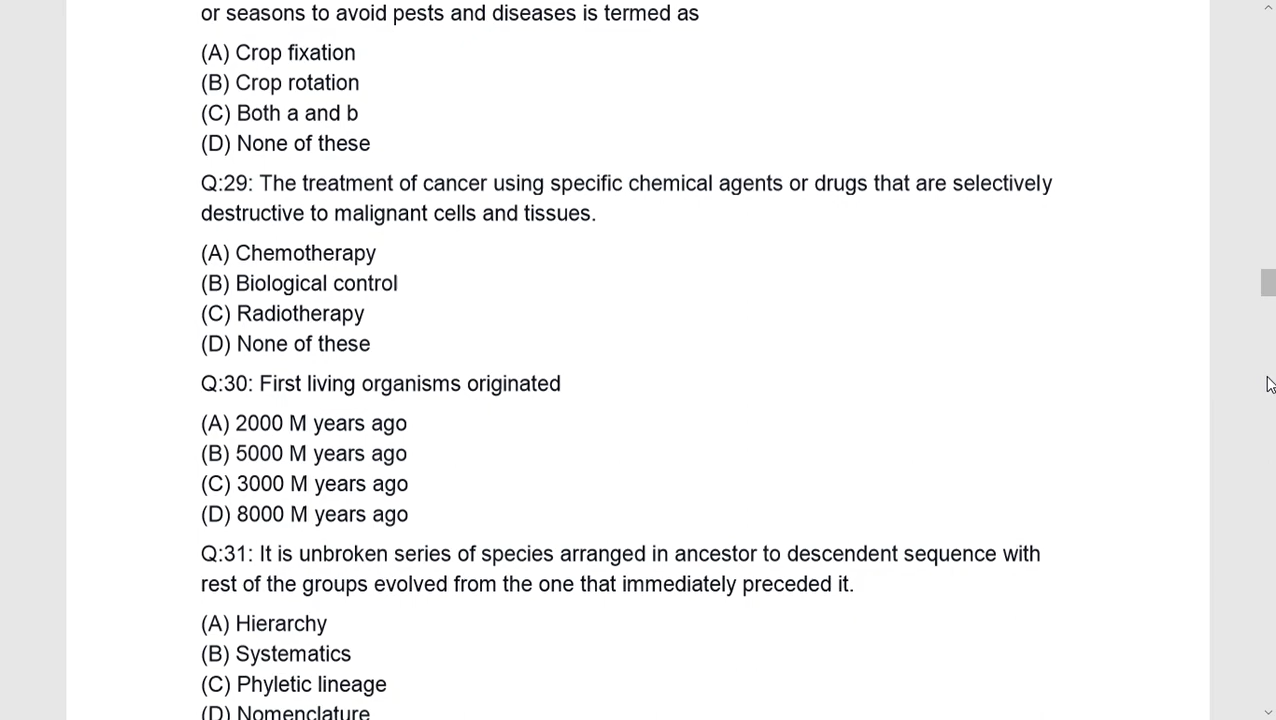 or seasons to avoid pests and diseases is termed as
(A) Crop fixation
(B) Crop rotation
(C) Both a and b
(D) None of these
Q:29: The treatment of cancer using specific chemical agents or drugs that are selectively
destructive to malignant cells and tissues.
(A) Chemotherapy
(B) Biological control
(C) Radiotherapy
(D) None of these
Q:30: First living organisms originated
(A) 2000 M years ago
(B) 5000 M years ago
(C) 3000 M years ago
(D) 8000 M years ago
Q:31: It is unbroken series of species arranged in ancestor to descendent sequence with
rest of the groups evolved from the one that immediately preceded it.
(A) Hierarchy
(B) Systematics
(C) Phyletic lineage
(D) Nomenclature